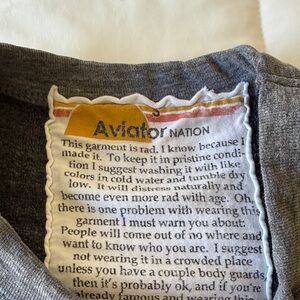 S
Aviator NATION
This garment is rad. I know because I
made it. To keep it in pristine condi-
tion I suggest washing it with like
colors in cold water and tumble dry
low. It will distress naturally and
become even more rad with age. Oh,
there is one problem with wearing this
garment I must warn you about:
People will come out of no where and
want to know who you are. I suggest
not wearing it in a crowded place
unless you have a couple body guards,
then it's probably ok, and if you're
already famous and wearing this